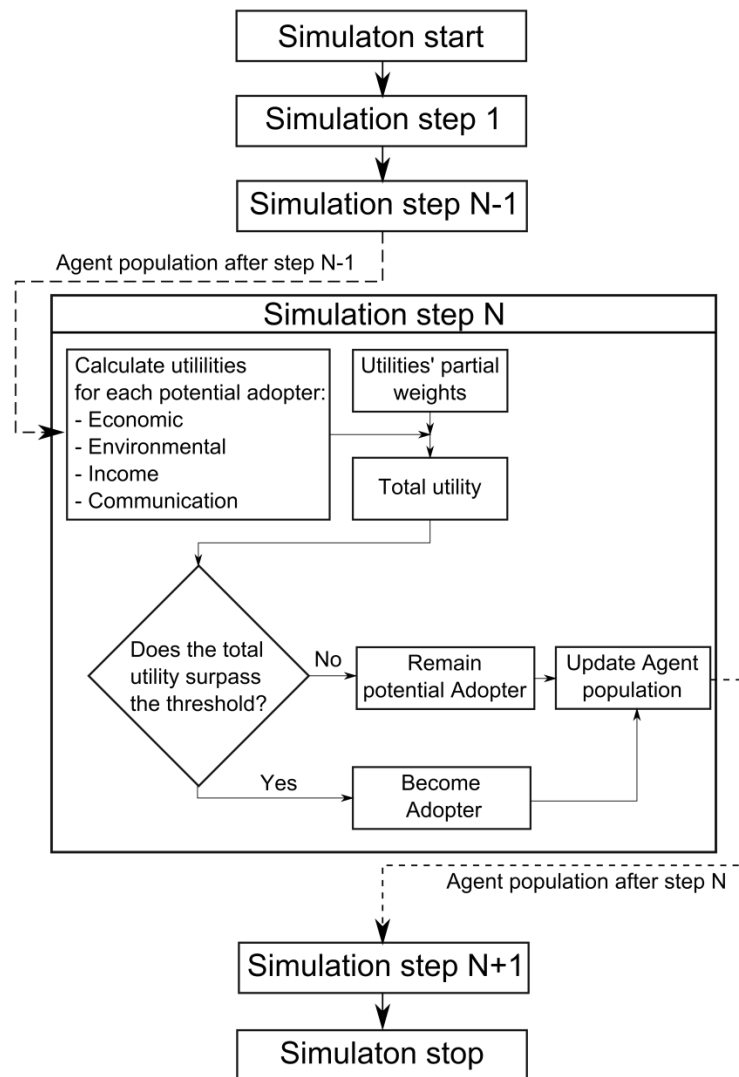 Simulaton start
Simulation step 1
Simulation step N-1
Agent population after step N-1
Simulation step N
Calculate utililities
for each potential adopter:
- Economic
- Environmental
- Income
- Communication
Utilities' partial
weights
Total utility
Does the total
utility surpass
the threshold?
No
Remain
potential Adopter
Update Agent
population
Yes
Become
Adopter
Agent population after step N
Simulation step N+1
Simulaton stop